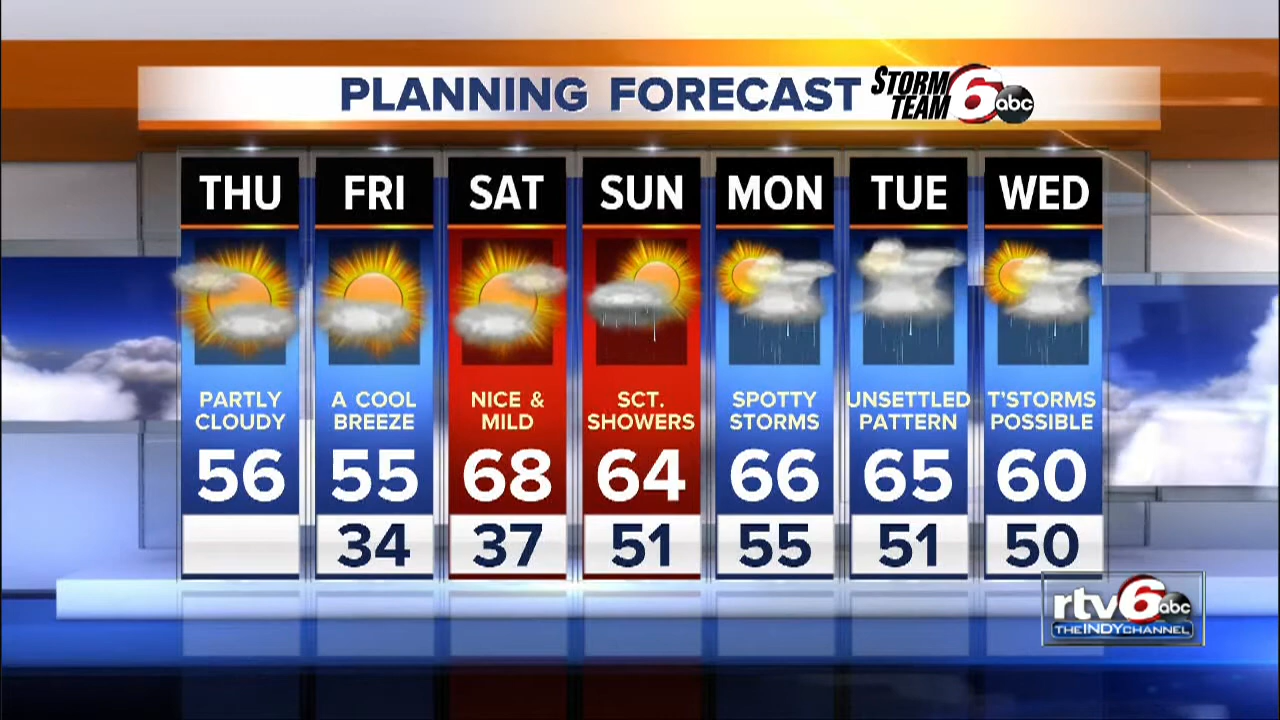 PLANNING FORECAST STORM TEAM 6 abc
THU FRI SAT SUN MON TUE WED
PARTLY CLOUDY
A COOL BREEZE
NICE & MILD
SCT. SHOWERS
SPOTTY STORMS
UNSETTLED PATTERN
T'STORMS POSSIBLE
56 55 68 64 66 65 60
34 37 51 55 51 50
rtv6 abc
THE INDY CHANNEL